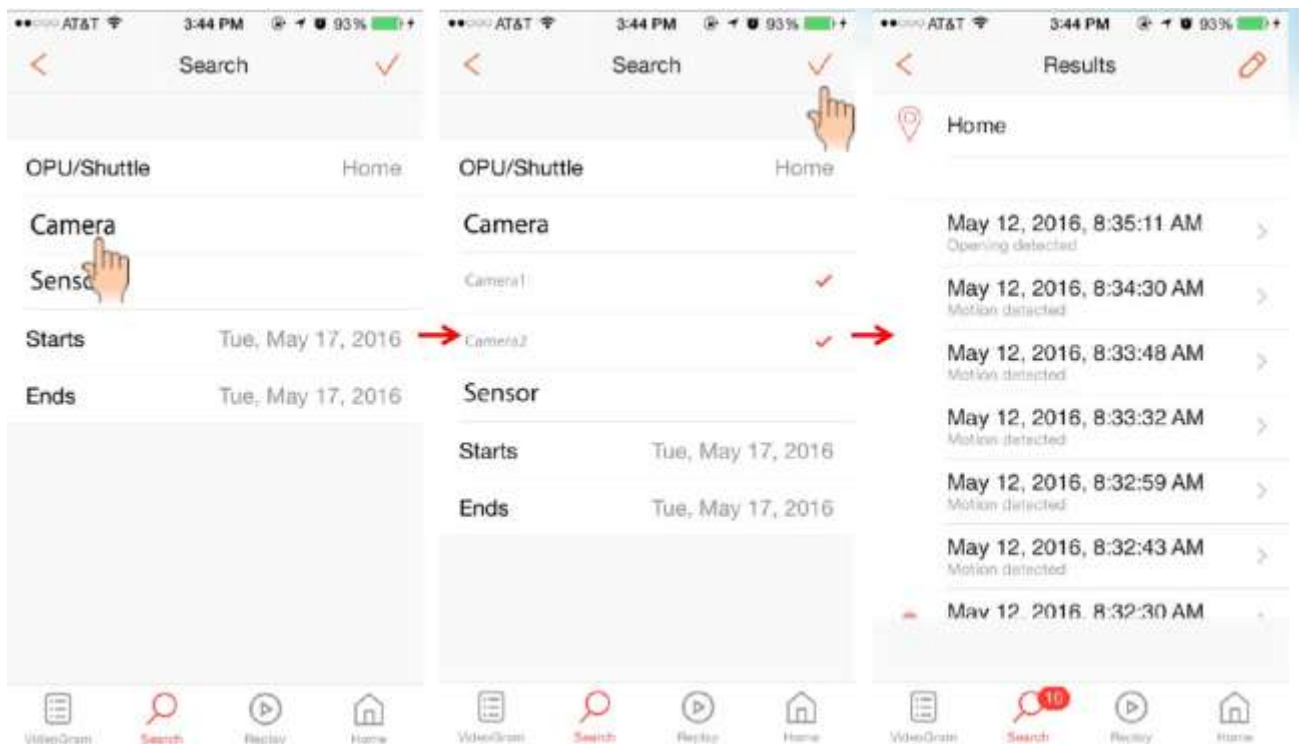 AT&T 3:44 PM 93%
Search
OPU/Shuttle Home
Camera
Senso
Starts Tue, May 17, 2016
Ends Tue, May 17, 2016
VideoGram Search Replay Home
AT&T 3:44 PM 93%
Search
OPU/Shuttle Home
Camera
Camera1
Camera2
Sensor
Starts Tue, May 17, 2016
Ends Tue, May 17, 2016
VideoGram Search Replay Home
AT&T 3:44 PM 93%
Results
Home
May 12, 2016, 8:35:11 AM
Opening detected
May 12, 2016, 8:34:30 AM
Motion detected
May 12, 2016, 8:33:48 AM
Motion detected
May 12, 2016, 8:33:32 AM
Motion detected
May 12, 2016, 8:32:59 AM
Motion detected
May 12, 2016, 8:32:43 AM
Motion detected
May 12, 2016, 8:32:30 AM
10
VideoGram Search Replay Home